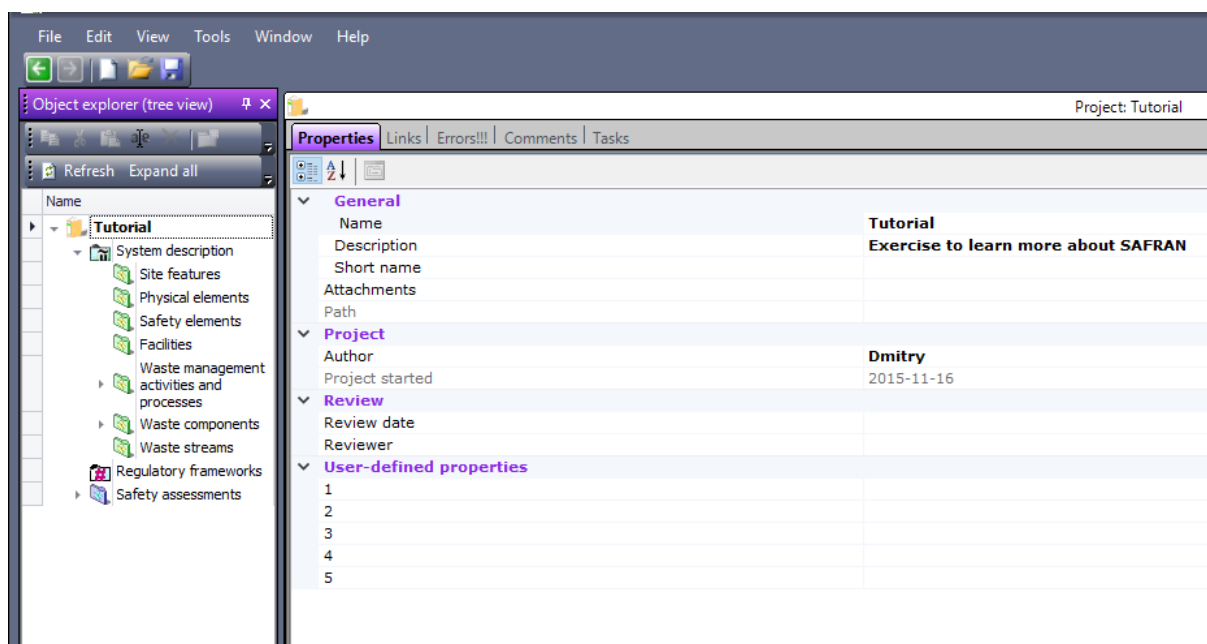 File Edit View Tools Window Help
Object explorer (tree view)
Project: Tutorial
Properties Links Errors!!! Comments Tasks
Refresh Expand all
Name
Tutorial
System description
Site features
Physical elements
Safety elements
Facilities
Waste management
activities and
processes
Waste components
Waste streams
Regulatory frameworks
Safety assessments
General
Name Tutorial
Description Exercise to learn more about SAFRAN
Short name
Attachments
Path
Project
Author Dmitry
Project started 2015-11-16
Review
Review date
Reviewer
User-defined properties
1
2
3
4
5